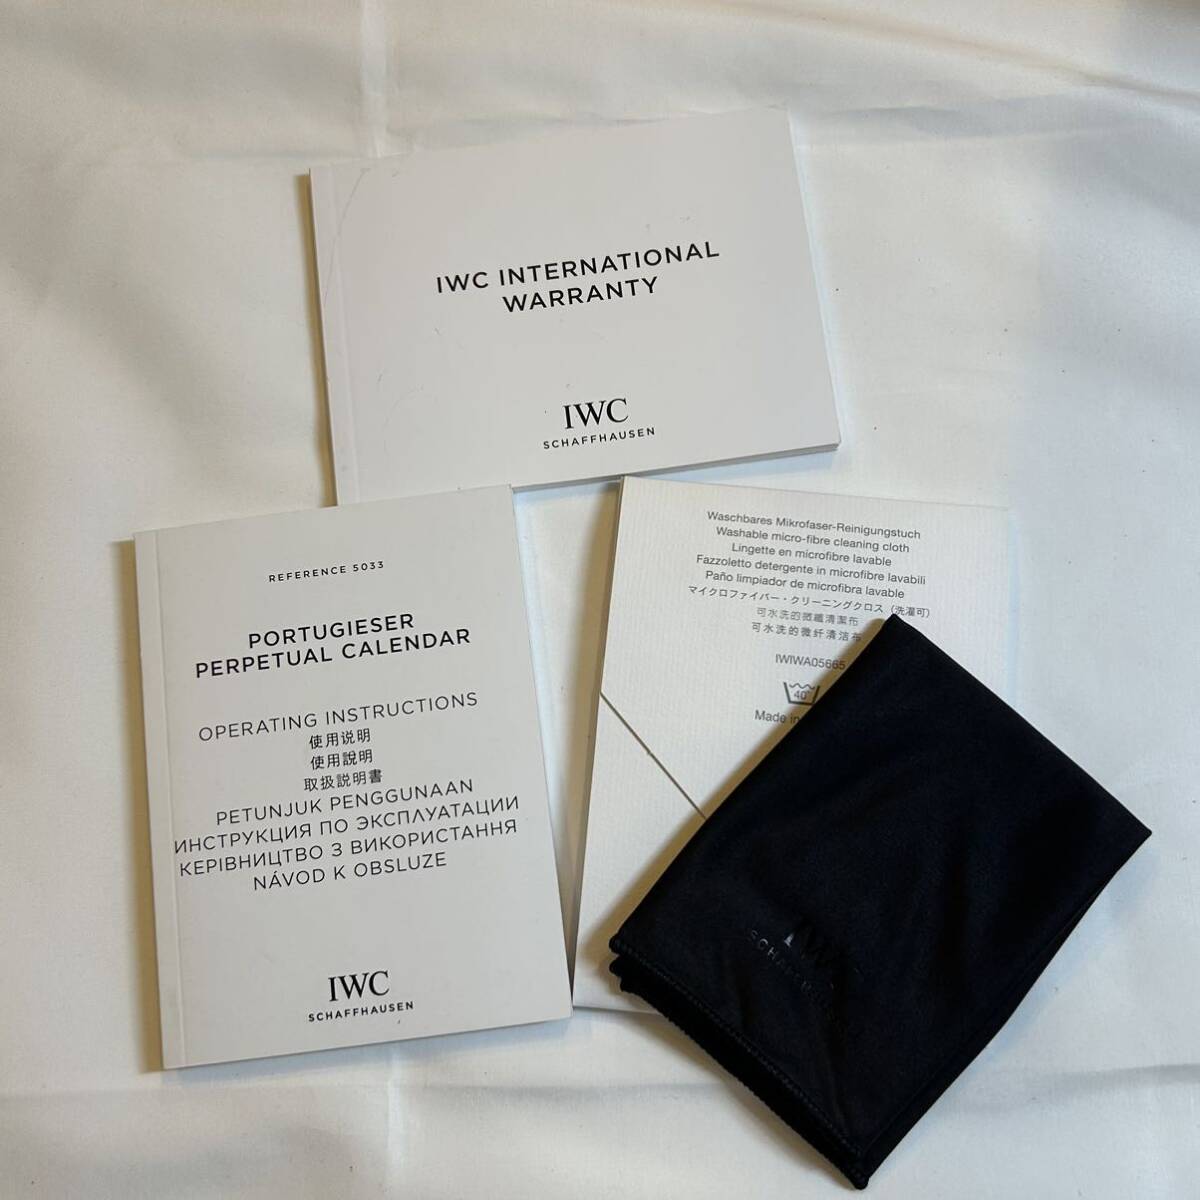 IWC INTERNATIONAL
WARRANTY
IWC
SCHAFFHAUSEN
REFERENCE 5033
PORTUGIESER
PERPETUAL CALENDAR
OPERATING INSTRUCTIONS
使用说明
使用說明
取扱説明書
PETUNJUK PENGGUNAAN
ИНСТРУКЦИЯ ПО ЭКСПЛУАТАЦИИ
КЕРІВНИЦТВО З ВИКОРИСТАННЯ
NÁVOD K OBSLUZE
IWC
SCHAFFHAUSEN
Waschbares Mikrofaser-Reinigungstuch
Washable micro-fibre cleaning cloth
Lingette en microfibre lavable
Fazzoletto detergente in microfibre lavabili
Paño limpiador de microfibra lavable
マイクロファイバー・クリーニングクロス（洗濯可）
可水洗的微纖清潔布
可水洗的微纤清洁布
IWIWA05665
40°
Made in
IWC
SCHAFFHAUSEN